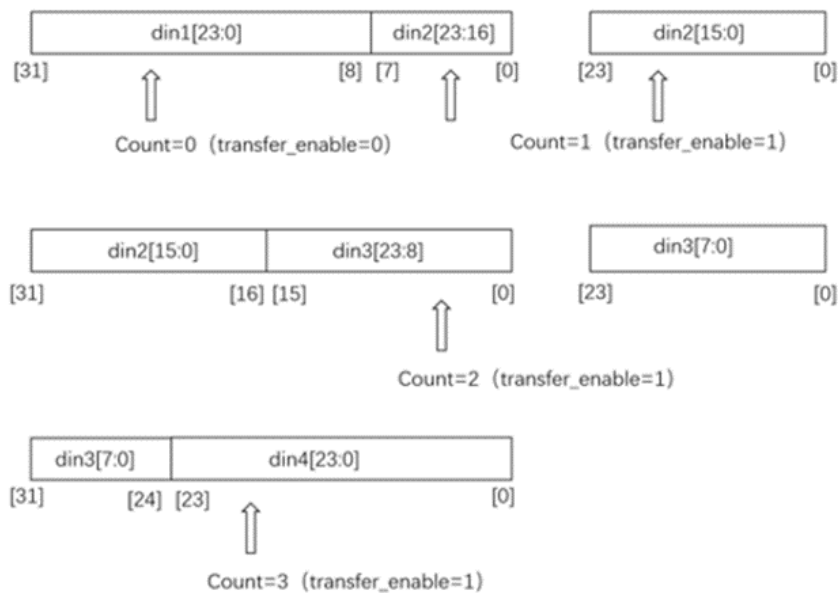 din1[23:0] din2[23:16] din2[15:0]
[31] [8] [7] [0] [23] [0]
Count=0（transfer_enable=0） Count=1（transfer_enable=1）
din2[15:0] din3[23:8] din3[7:0]
[31] [16] [15] [0] [23] [0]
Count=2（transfer_enable=1）
din3[7:0] din4[23:0]
[31] [24] [23] [0]
Count=3（transfer_enable=1）